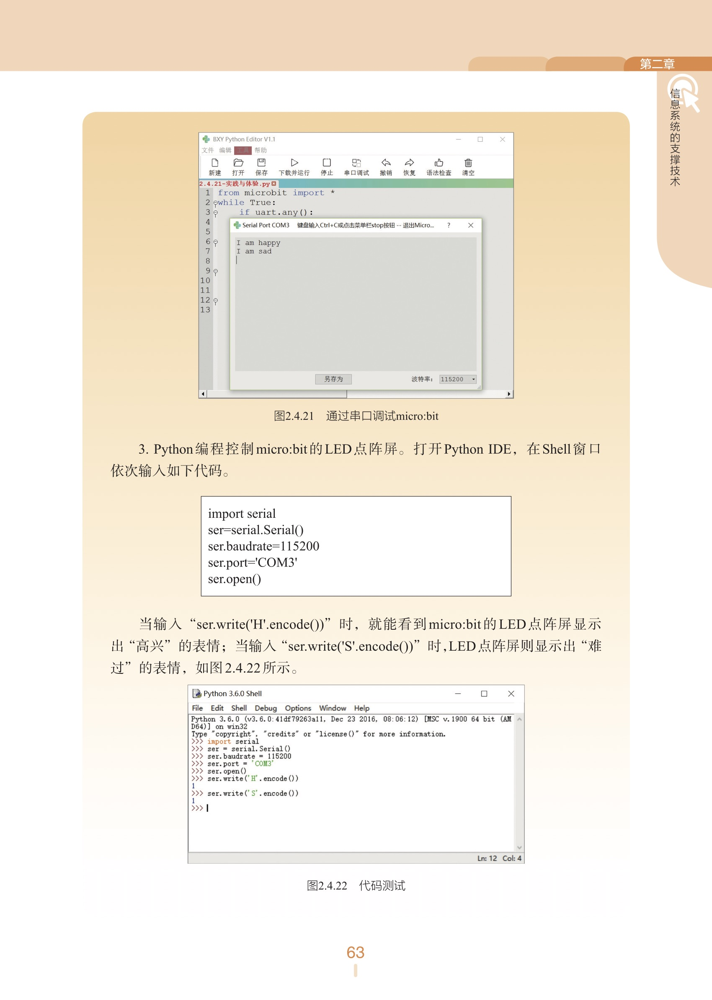 第二章
信息系统的支撑技术
BXY Python Editor V1.1
文件 编辑 工具 帮助
新建 打开 保存 下载并运行 停止 串口调试 撤销 恢复 语法检查 清空
2.4.21-实践与体验.py
1 from microbit import *
2 while True:
3 if uart.any():
4
5
6
7
8
9
10
11
12
13
Serial Port COM3 键盘输入Ctrl+C或点击菜单栏stop按钮 -- 退出Micro... ?
I am happy
I am sad
另存为 波特率： 115200
图2.4.21 通过串口调试micro:bit
3. Python编程控制micro:bit的LED点阵屏。打开Python IDE，在Shell窗口
依次输入如下代码。
import serial
ser=serial.Serial()
ser.baudrate=115200
ser.port='COM3'
ser.open()
当输入“ser.write('H'.encode())”时，就能看到micro:bit的LED点阵屏显示
出“高兴”的表情；当输入“ser.write('S'.encode())”时，LED点阵屏则显示出“难
过”的表情，如图2.4.22所示。
Python 3.6.0 Shell
File Edit Shell Debug Options Window Help
Python 3.6.0 (v3.6.0:41df79263a11, Dec 23 2016, 08:06:12) [MSC v.1900 64 bit (AM
D64)] on win32
Type "copyright", "credits" or "license()" for more information.
>>> import serial
>>> ser = serial.Serial()
>>> ser.baudrate = 115200
>>> ser.port = 'COM3'
>>> ser.open()
>>> ser.write('H'.encode())
1
>>> ser.write('S'.encode())
1
>>>
Ln: 12 Col: 4
图2.4.22 代码测试
63